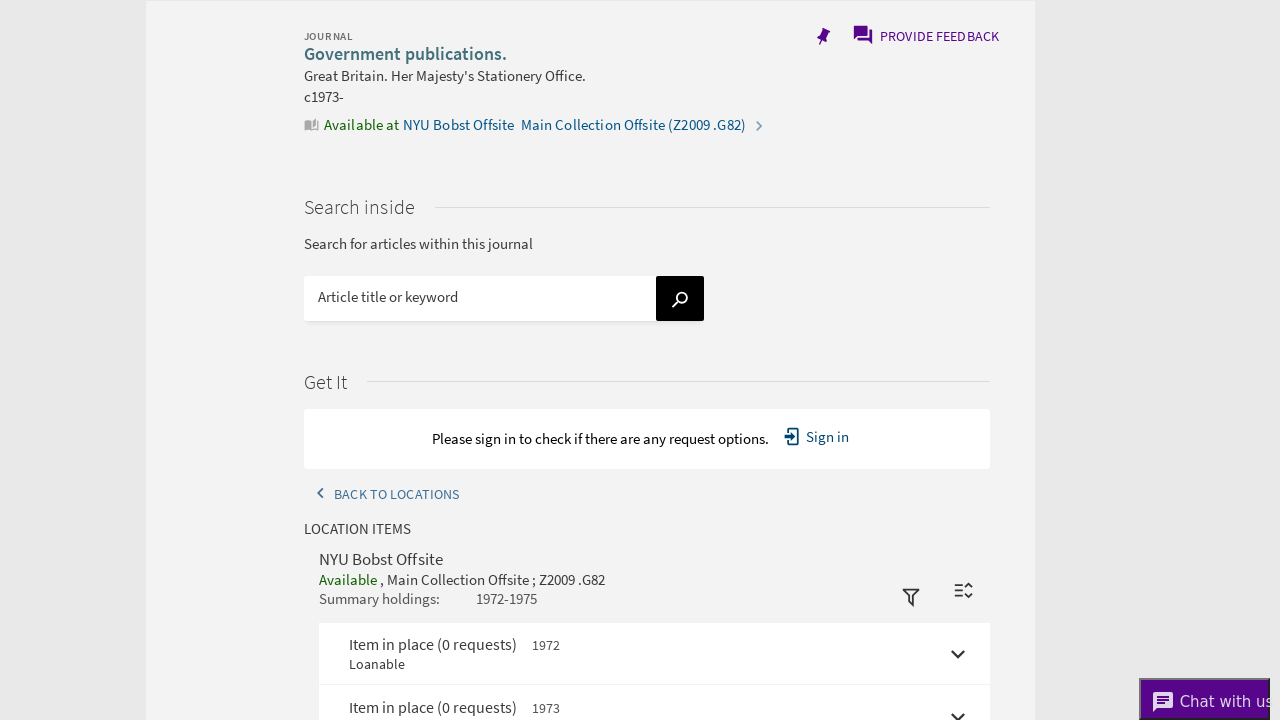 JOURNAL
Government publications.
PROVIDE FEEDBACK
Great Britain. Her Majesty's Stationery Office.
c1973-
Available at NYU Bobst Offsite Main Collection Offsite (Z2009 .G82)
Search inside
Search for articles within this journal
Article title or keyword
Get It
Please sign in to check if there are any request options. Sign in
BACK TO LOCATIONS
LOCATION ITEMS
NYU Bobst Offsite
Available , Main Collection Offsite ; Z2009 .G82
Summary holdings: 1972-1975
Item in place (0 requests) 1972
Loanable
Item in place (0 requests) 1973
Chat with us